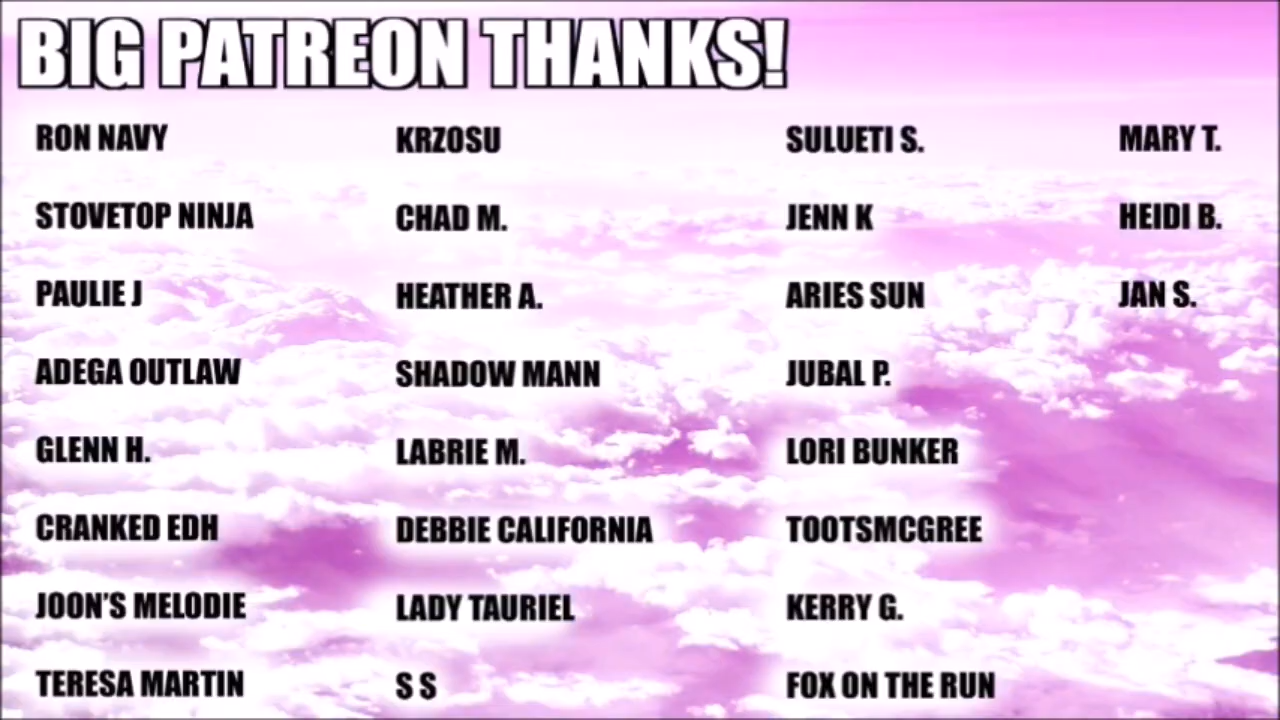 BIG PATREON THANKS!
RON NAVY
STOVETOP NINJA
PAULIE J
ADEGA OUTLAW
GLENN H.
CRANKED EDH
JOON'S MELODIE
TERESA MARTIN
KRZOSU
CHAD M.
HEATHER A.
SHADOW MANN
LABRIE M.
DEBBIE CALIFORNIA
LADY TAURIEL
S S
SULUETI S.
JENN K
ARIES SUN
JUBAL P.
LORI BUNKER
TOOTSMCGREE
KERRY G.
FOX ON THE RUN
MARY T.
HEIDI B.
JAN S.